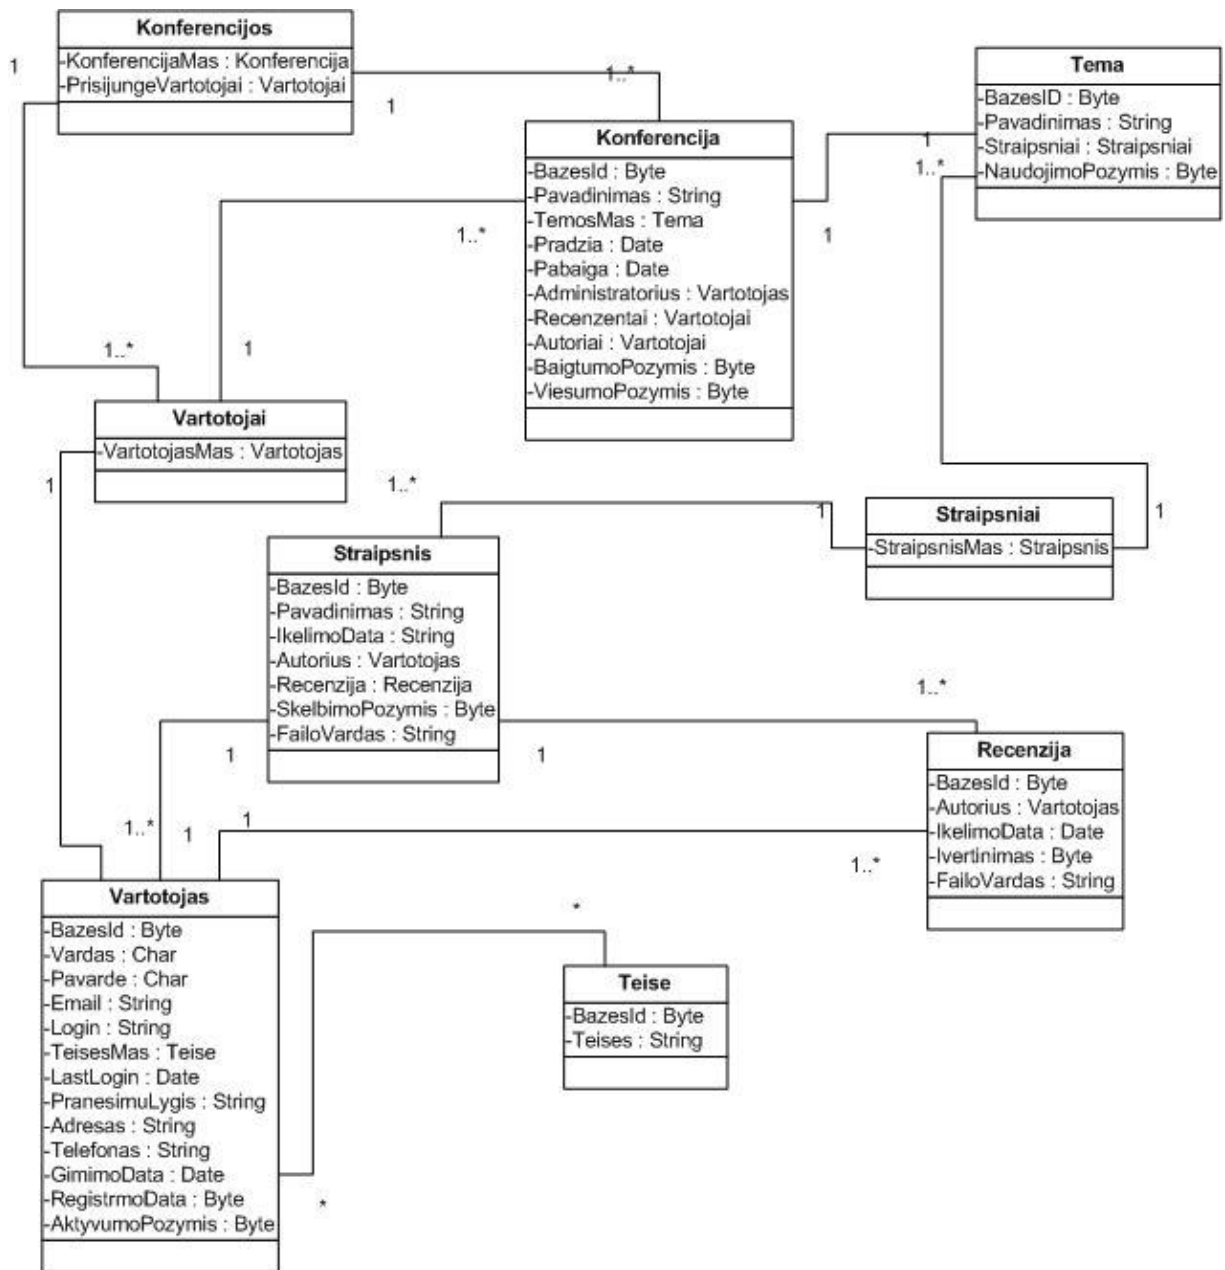 Konferencijos
-KonferencijaMas : Konferencija
-PrisijungeVartotojai : Vartotojai
1
1
1..*
Tema
-BazesID : Byte
-Pavadinimas : String
-Straipsniai : Straipsniai
-NaudojimoPozymis : Byte
1
1..*
Konferencija
-BazesId : Byte
-Pavadinimas : String
-TemosMas : Tema
-Pradzia : Date
-Pabaiga : Date
-Administratorius : Vartotojas
-Recenzentai : Vartotojai
-Autoriai : Vartotojai
-BaigtumoPozymis : Byte
-ViesumoPozymis : Byte
1..*
1
1..*
1
Vartotojai
-VartotojasMas : Vartotojas
1
1..*
1
Straipsniai
-StraipsnisMas : Straipsnis
1
Straipsnis
-BazesId : Byte
-Pavadinimas : String
-IkelimoData : String
-Autorius : Vartotojas
-Recenzija : Recenzija
-SkelbimoPozymis : Byte
-FailoVardas : String
1
1
1..*
Recenzija
-BazesId : Byte
-Autorius : Vartotojas
-IkelimoData : Date
-Ivertinimas : Byte
-FailoVardas : String
1..*
1
1
1..*
Vartotojas
-BazesId : Byte
-Vardas : Char
-Pavarde : Char
-Email : String
-Login : String
-TeisesMas : Teise
-LastLogin : Date
-PranesimuLygis : String
-Adresas : String
-Telefonas : String
-GimimoData : Date
-RegistrmoData : Byte
-AktyvumoPozymis : Byte
*
Teise
-BazesId : Byte
-Teises : String
*